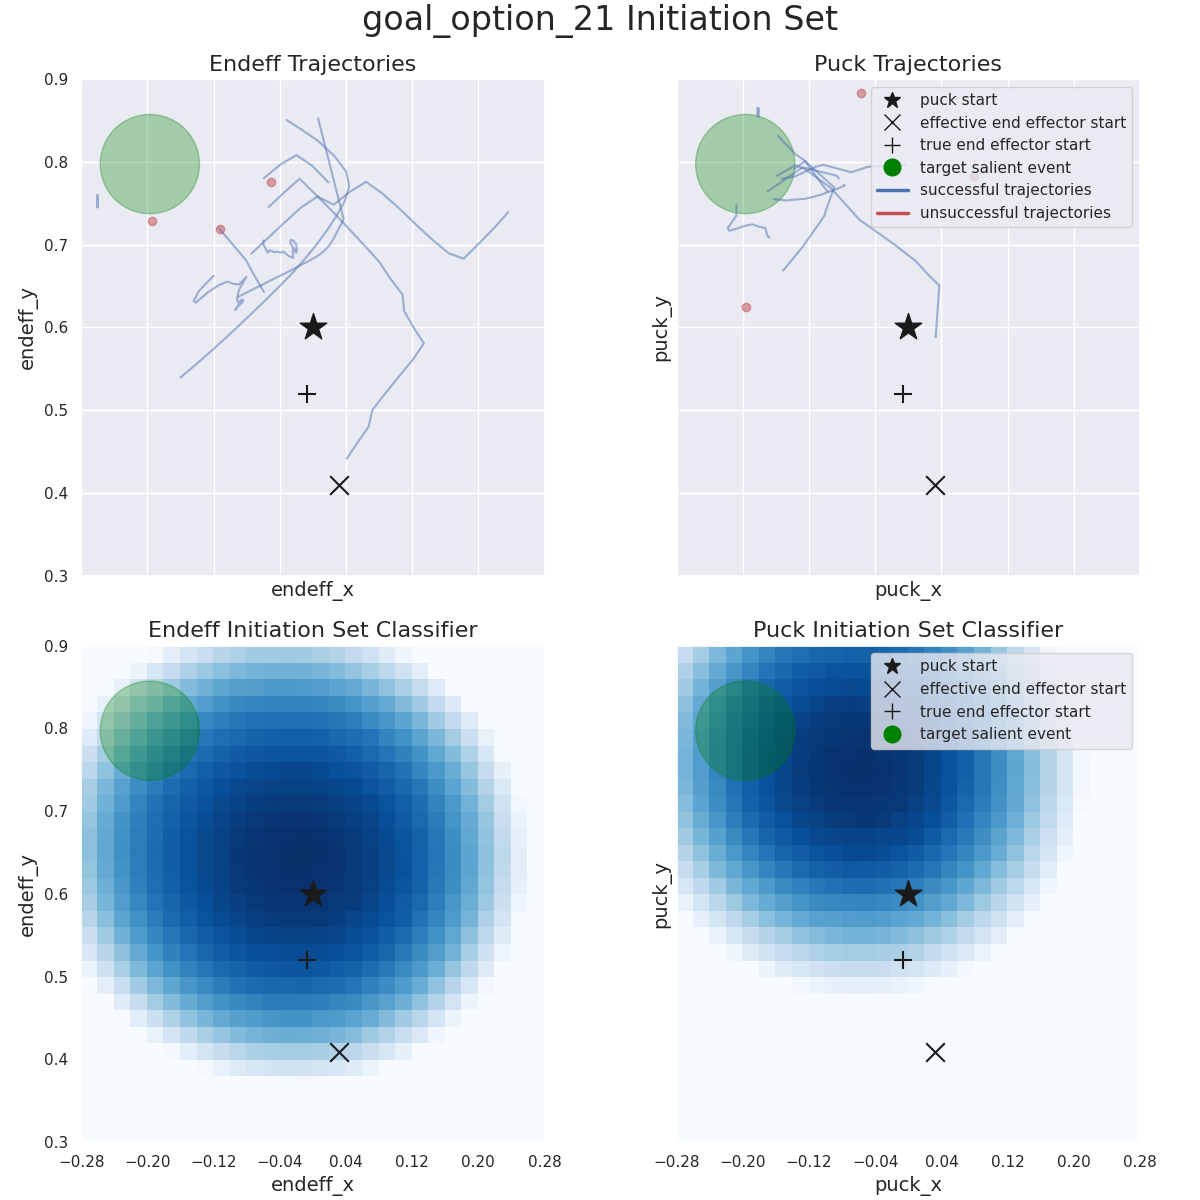 goal_option_21 Initiation Set
Endeff Trajectories
0.9
0.8
0.7
0.6
0.5
0.4
0.3
endeff_y
endeff_x
Puck Trajectories
puck start
effective end effector start
true end effector start
target salient event
successful trajectories
unsuccessful trajectories
puck_y
puck_x
Endeff Initiation Set Classifier
0.9
0.8
0.7
0.6
0.5
0.4
0.3
endeff_y
−0.28 −0.20 −0.12 −0.04 0.04 0.12 0.20 0.28
endeff_x
Puck Initiation Set Classifier
puck start
effective end effector start
true end effector start
target salient event
puck_y
−0.28 −0.20 −0.12 −0.04 0.04 0.12 0.20 0.28
puck_x